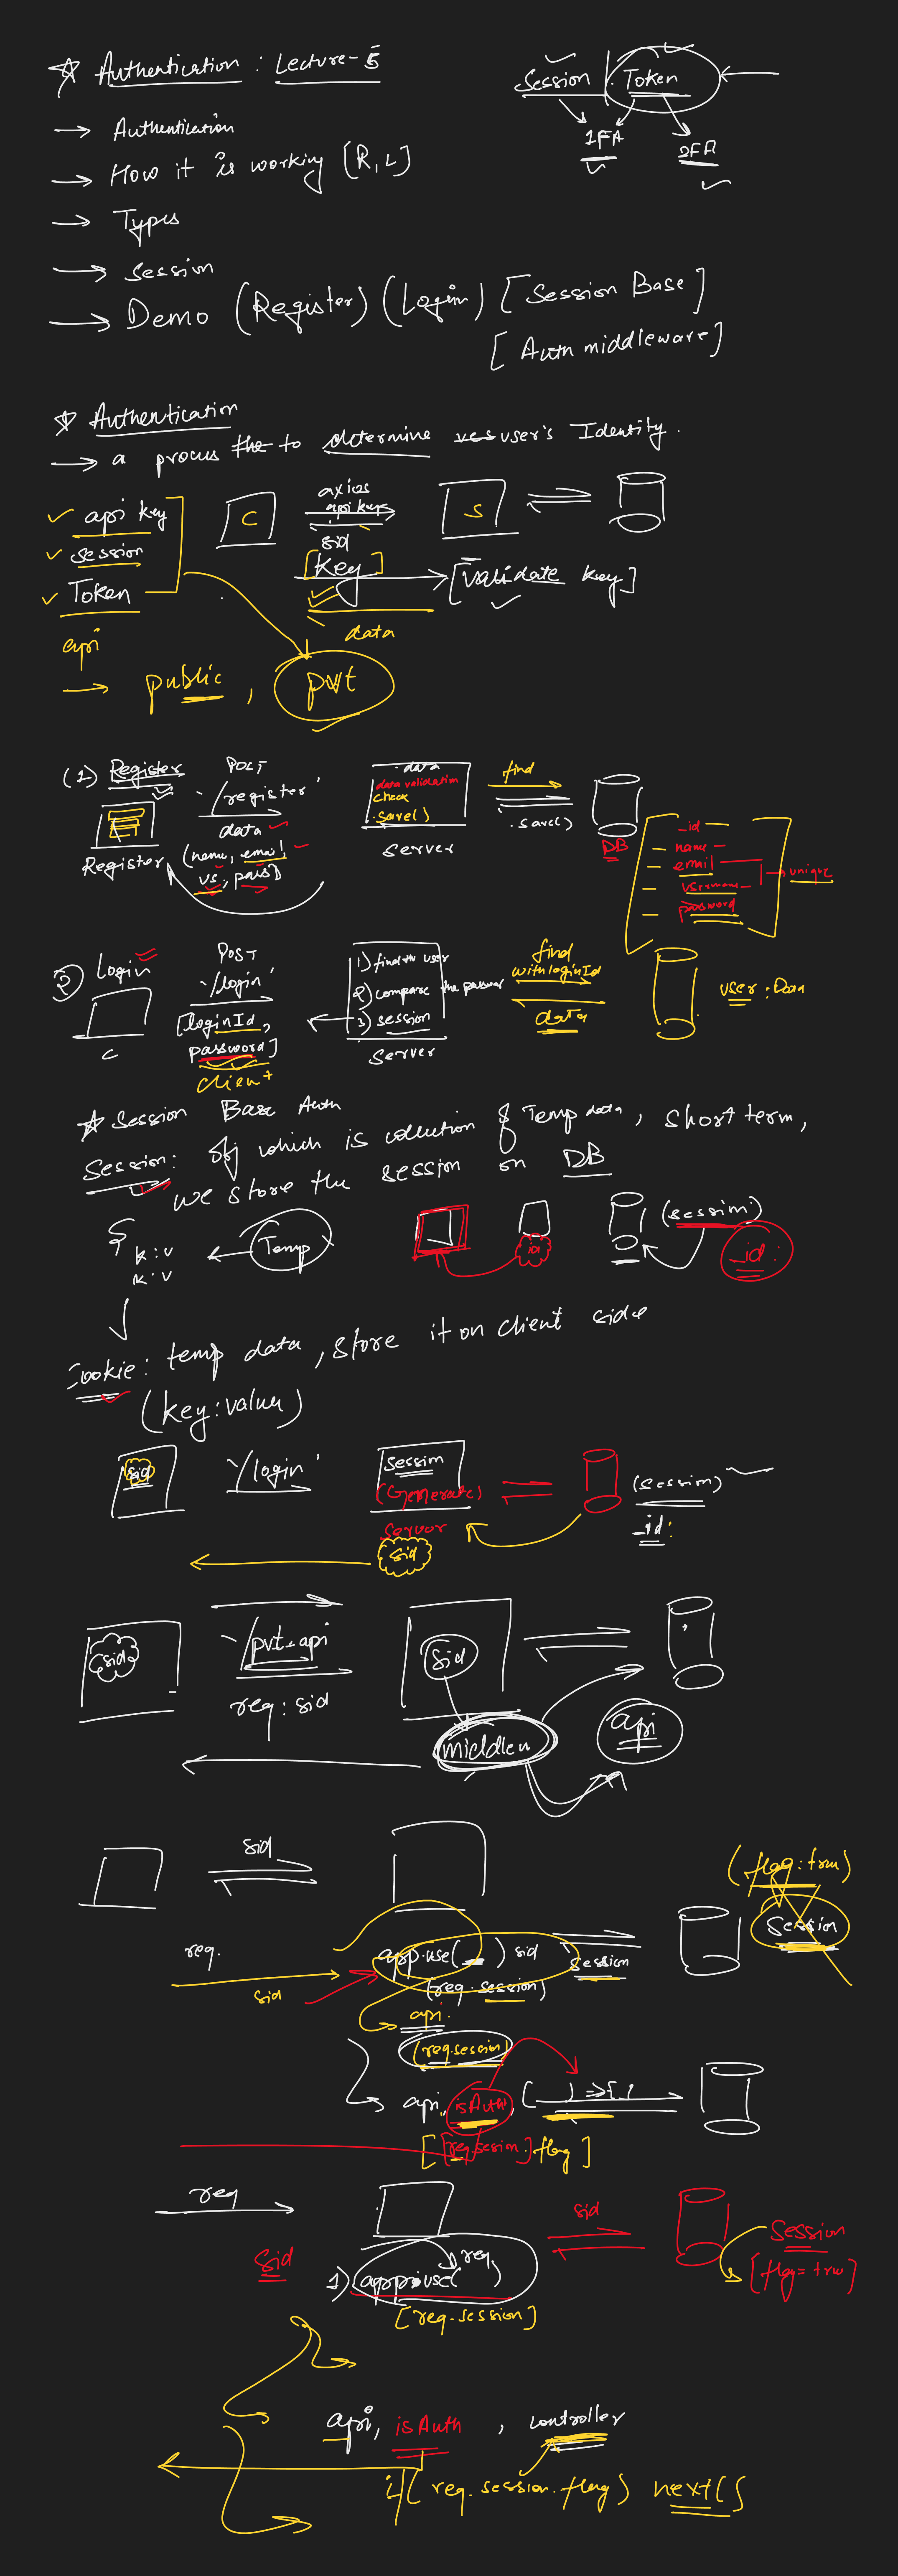 ☆ Authentication : Lecture-5
Session | Token
1FA 2FA
→ Authentication
→ How it is working [R, L]
→ Types
→ Session
→ Demo (Register) (Login) [Session Base]
[Auth middleware]
☆ Authentication
→ a process to determine user's Identity.
✓ api key
✓ session
✓ Token
C
axios
api keys
sid
[key]
S
[validate key]
data
api
→ public, pvt
(1) Register
POST
'/register'
data
(name, email,
us, pass)
Register
data
data validation
check
.save()
server
find
.save()
DB
_id
name
email
username
password
unique
2) Login
POST
'/login'
[loginId,
password]
client
C
1) find the user
2) compare the password
3) session
Server
find
with loginId
data
user : Data
☆ Session Base Auth
Session: obj which is collection of Temp data, short term,
we store the session on DB
{
k:v
k:v
Temp
id
(session:)
_id:
Cookie: temp data, store it on client side
(key:value)
sid
'/login'
session
(Generate)
server
sid
(session)
_id:
sid
'/pvt-api
req: sid
sid
api
sid
(flag: true)
Session
req.
sid
app.use( ) sid
(req.session)
session
api.
(req.session)
api, isAuth, ( ) => {
[req.session.flag]
req
sid
req
1) app.use( )
[req.session]
sid
Session
[flag=true]
api, isAuth, controller
if( req.session.flag) next()